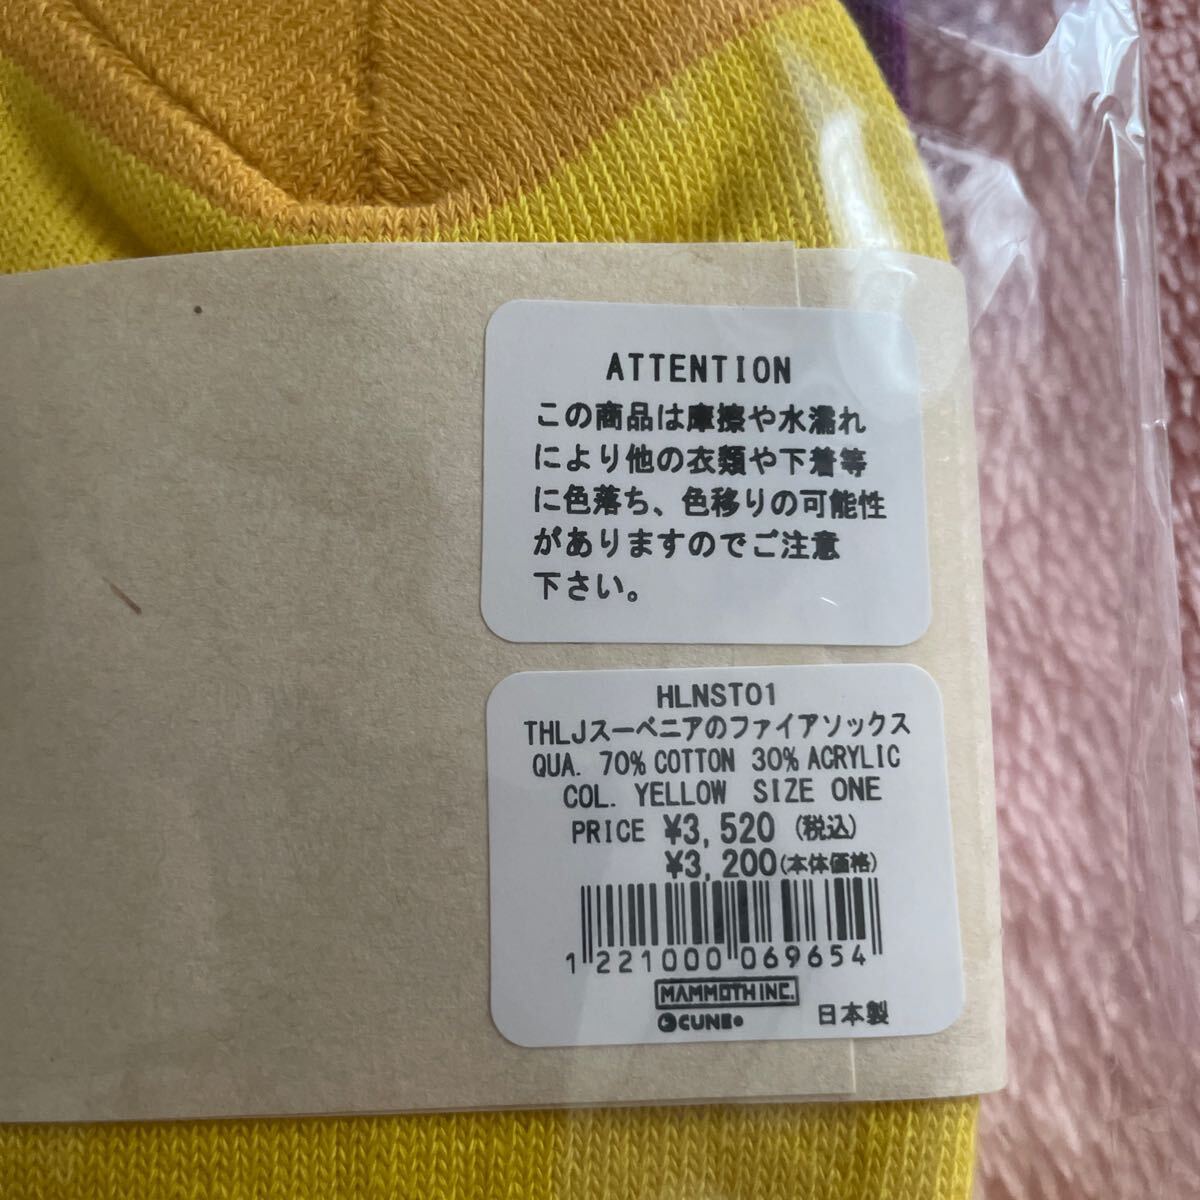 ATTENTION
この商品は摩擦や水濡れ
により他の衣類や下着等
に色落ち、色移りの可能性
がありますのでご注意
下さい。
HLNST01
THLJスーベニアのファイアソックス
QUA. 70% COTTON 30% ACRYLIC
COL. YELLOW SIZE ONE
PRICE ¥3,520 (税込)
¥3,200(本体価格)
1 221000 069654
MAMMOTH INC.
CUNE 日本製